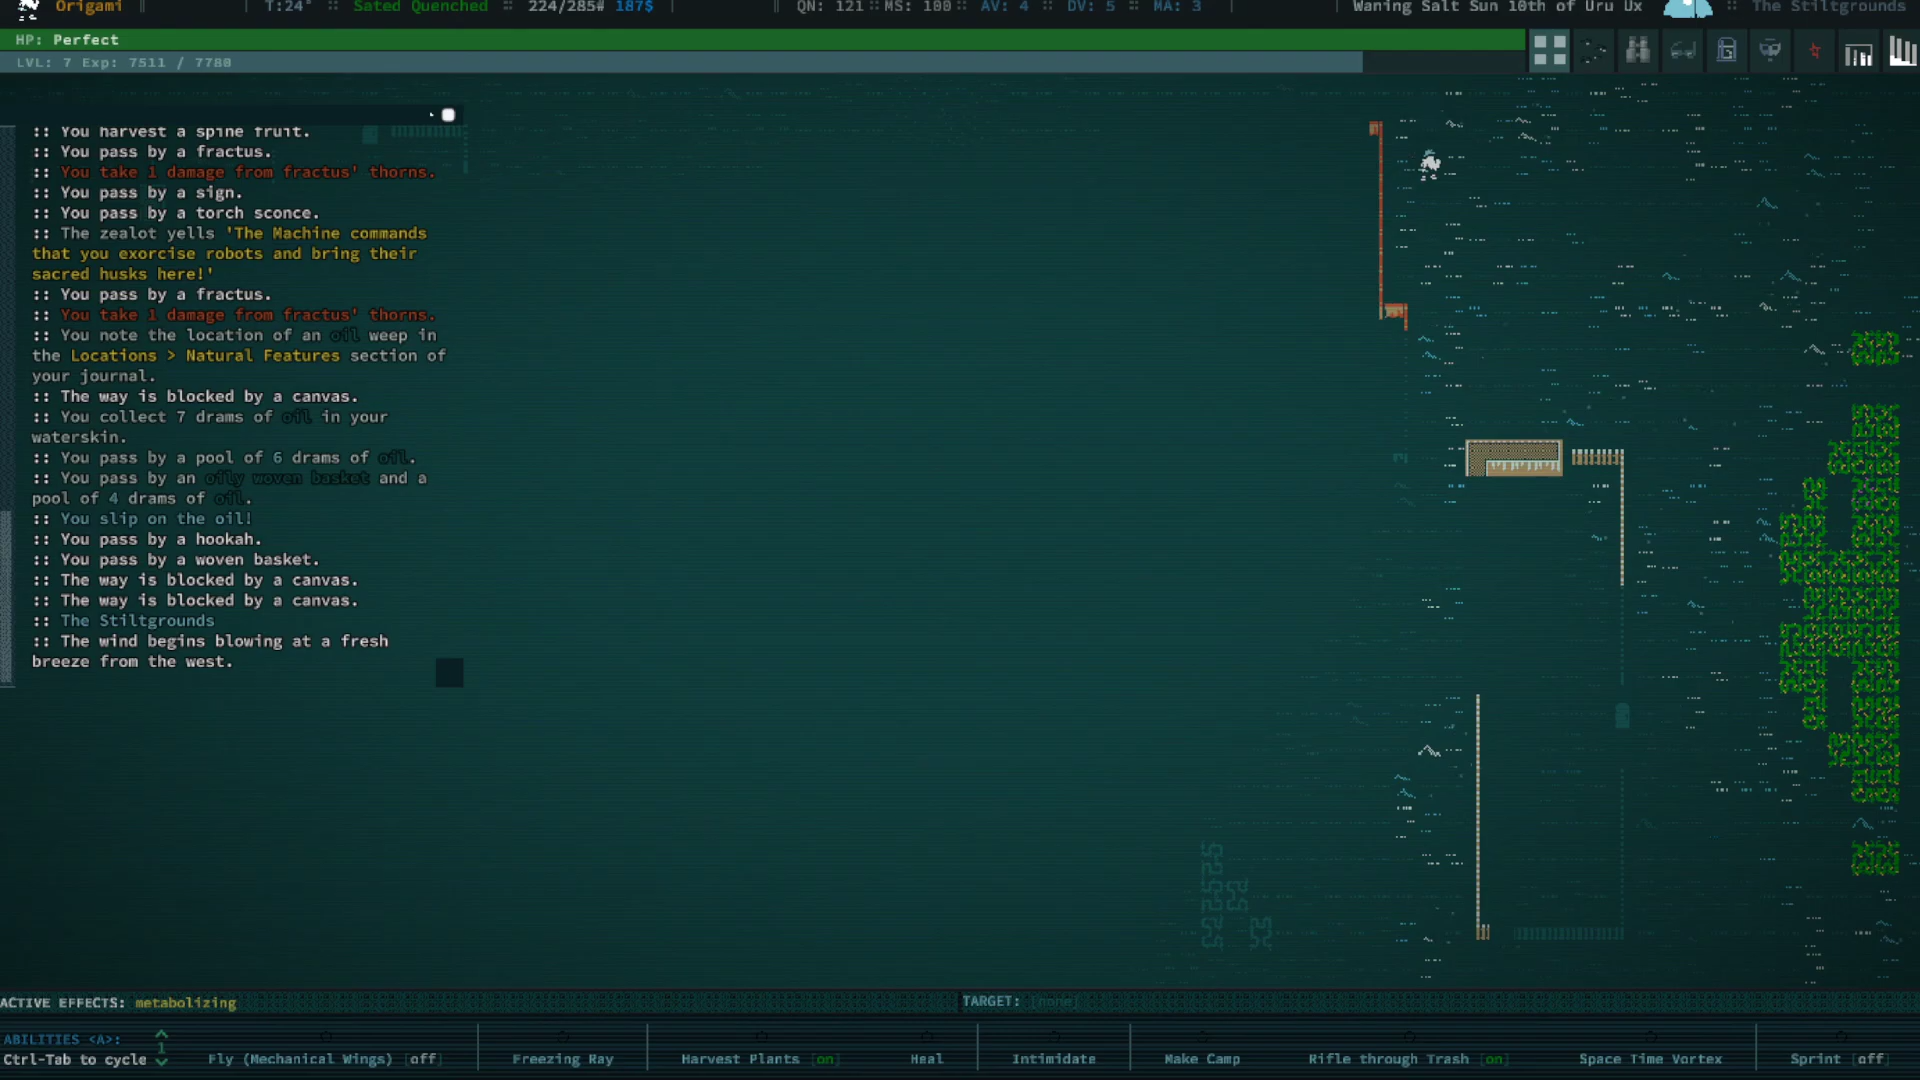 Origami T:24° :: Sated Quenched :: 224/285# 187$ QN: 121 :: MS: 100 :: AV: 4 :: DV: 5 :: MA: 3 Waning Salt Sun 10th of Uru Ux :: The Stiltgrounds
HP: Perfect
LVL: 7 Exp: 7511 / 7780
:: You harvest a spine fruit.
:: You pass by a fractus.
:: You take 1 damage from fractus' thorns.
:: You pass by a sign.
:: You pass by a torch sconce.
:: The zealot yells 'The Machine commands
that you exorcise robots and bring their
sacred husks here!'
:: You pass by a fractus.
:: You take 1 damage from fractus' thorns.
:: You note the location of an oil weep in
the Locations > Natural Features section of
your journal.
:: The way is blocked by a canvas.
:: You collect 7 drams of oil in your
waterskin.
:: You pass by a pool of 6 drams of oil.
:: You pass by an oily woven basket and a
pool of 4 drams of oil.
:: You slip on the oil!
:: You pass by a hookah.
:: You pass by a woven basket.
:: The way is blocked by a canvas.
:: The way is blocked by a canvas.
:: The Stiltgrounds
:: The wind begins blowing at a fresh
breeze from the west.
ACTIVE EFFECTS: metabolizing TARGET: [none]
ABILITIES <A>: 1
Ctrl-Tab to cycle Fly (Mechanical Wings) [off] Freezing Ray Harvest Plants [on] Heal Intimidate Make Camp Rifle through Trash [on] Space Time Vortex Sprint [off]